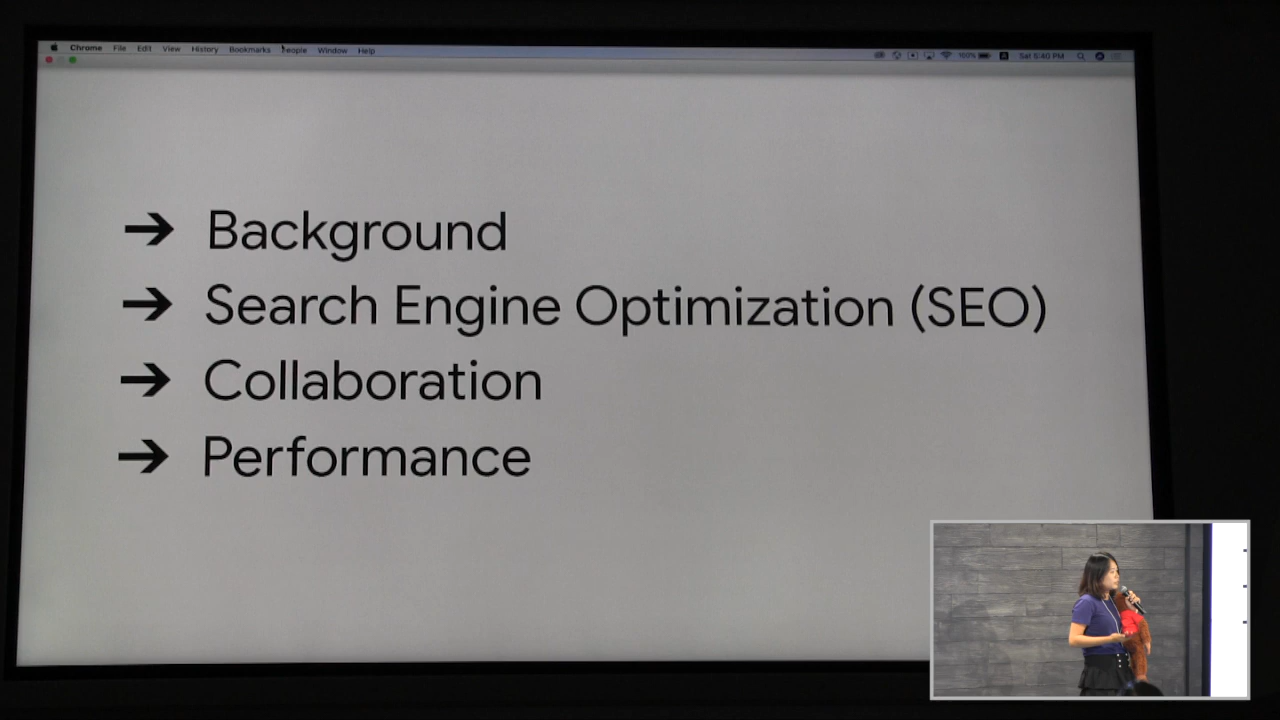 Chrome File Edit View History Bookmarks People Window Help
100% Sat 5:40 PM
➔ Background
➔ Search Engine Optimization (SEO)
➔ Collaboration
➔ Performance